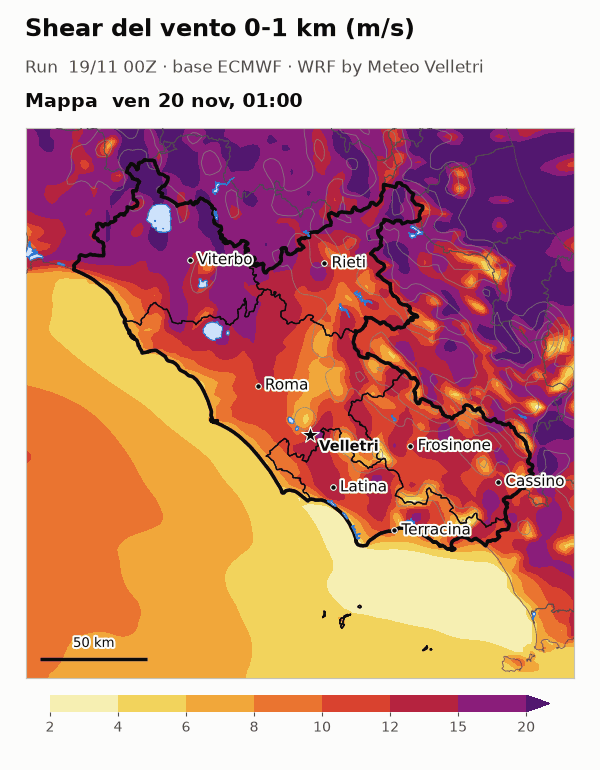 Shear del vento 0-1 km (m/s)
Run 19/11 00Z · base ECMWF · WRF by Meteo Velletri
Mappa ven 20 nov, 01:00
Viterbo
Rieti
Roma
Velletri
Frosinone
Cassino
Latina
Terracina
50 km
2 4 6 8 10 12 15 20